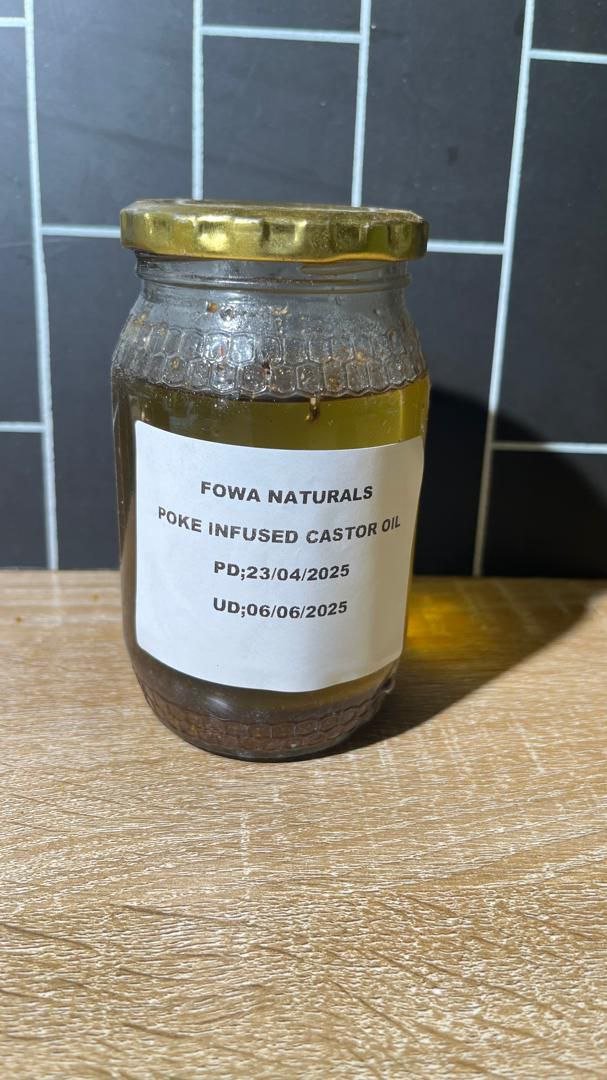 FOWA NATURALS
POKE INFUSED CASTOR OIL
PD;23/04/2025
UD;06/06/2025